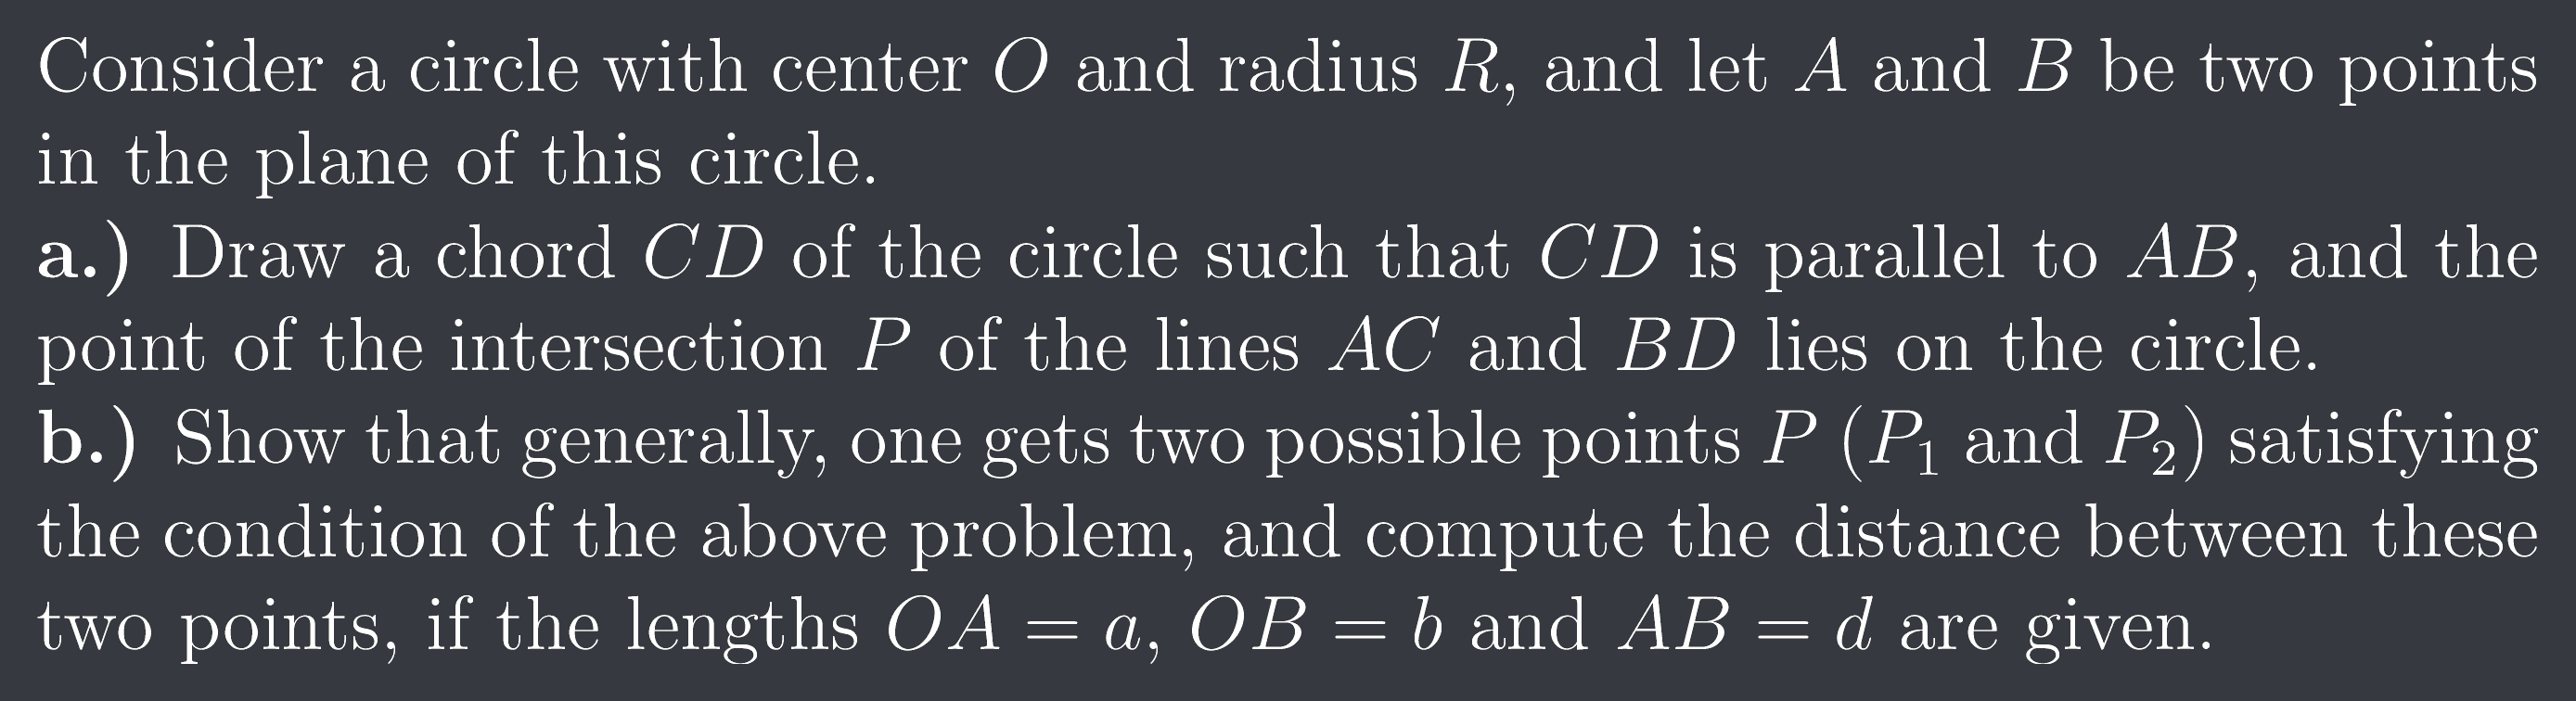 Consider a circle with center O and radius R, and let A and B be two points
in the plane of this circle.
a.) Draw a chord CD of the circle such that CD is parallel to AB, and the
point of the intersection P of the lines AC and BD lies on the circle.
b.) Show that generally, one gets two possible points P (P₁ and P₂) satisfying
the condition of the above problem, and compute the distance between these
two points, if the lengths OA = a, OB = b and AB = d are given.